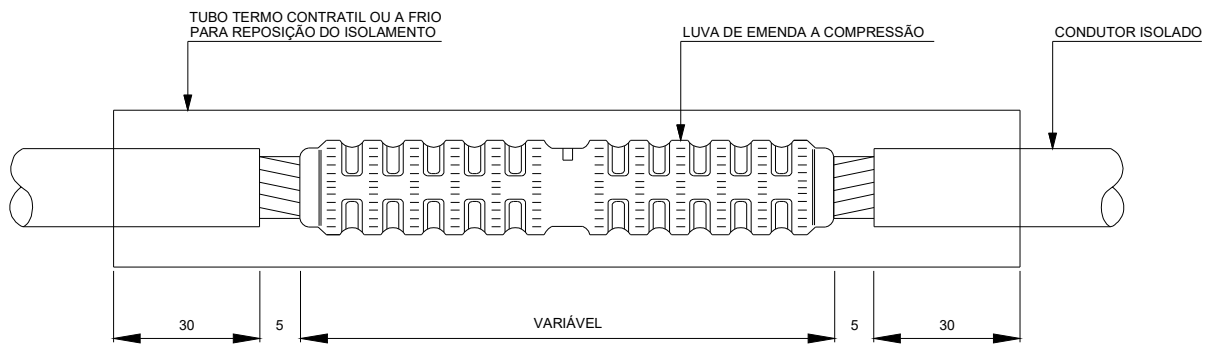 TUBO TERMO CONTRATIL OU A FRIO
PARA REPOSIÇÃO DO ISOLAMENTO
LUVA DE EMENDA A COMPRESSÃO
CONDUTOR ISOLADO
30
5
VARIÁVEL
5
30